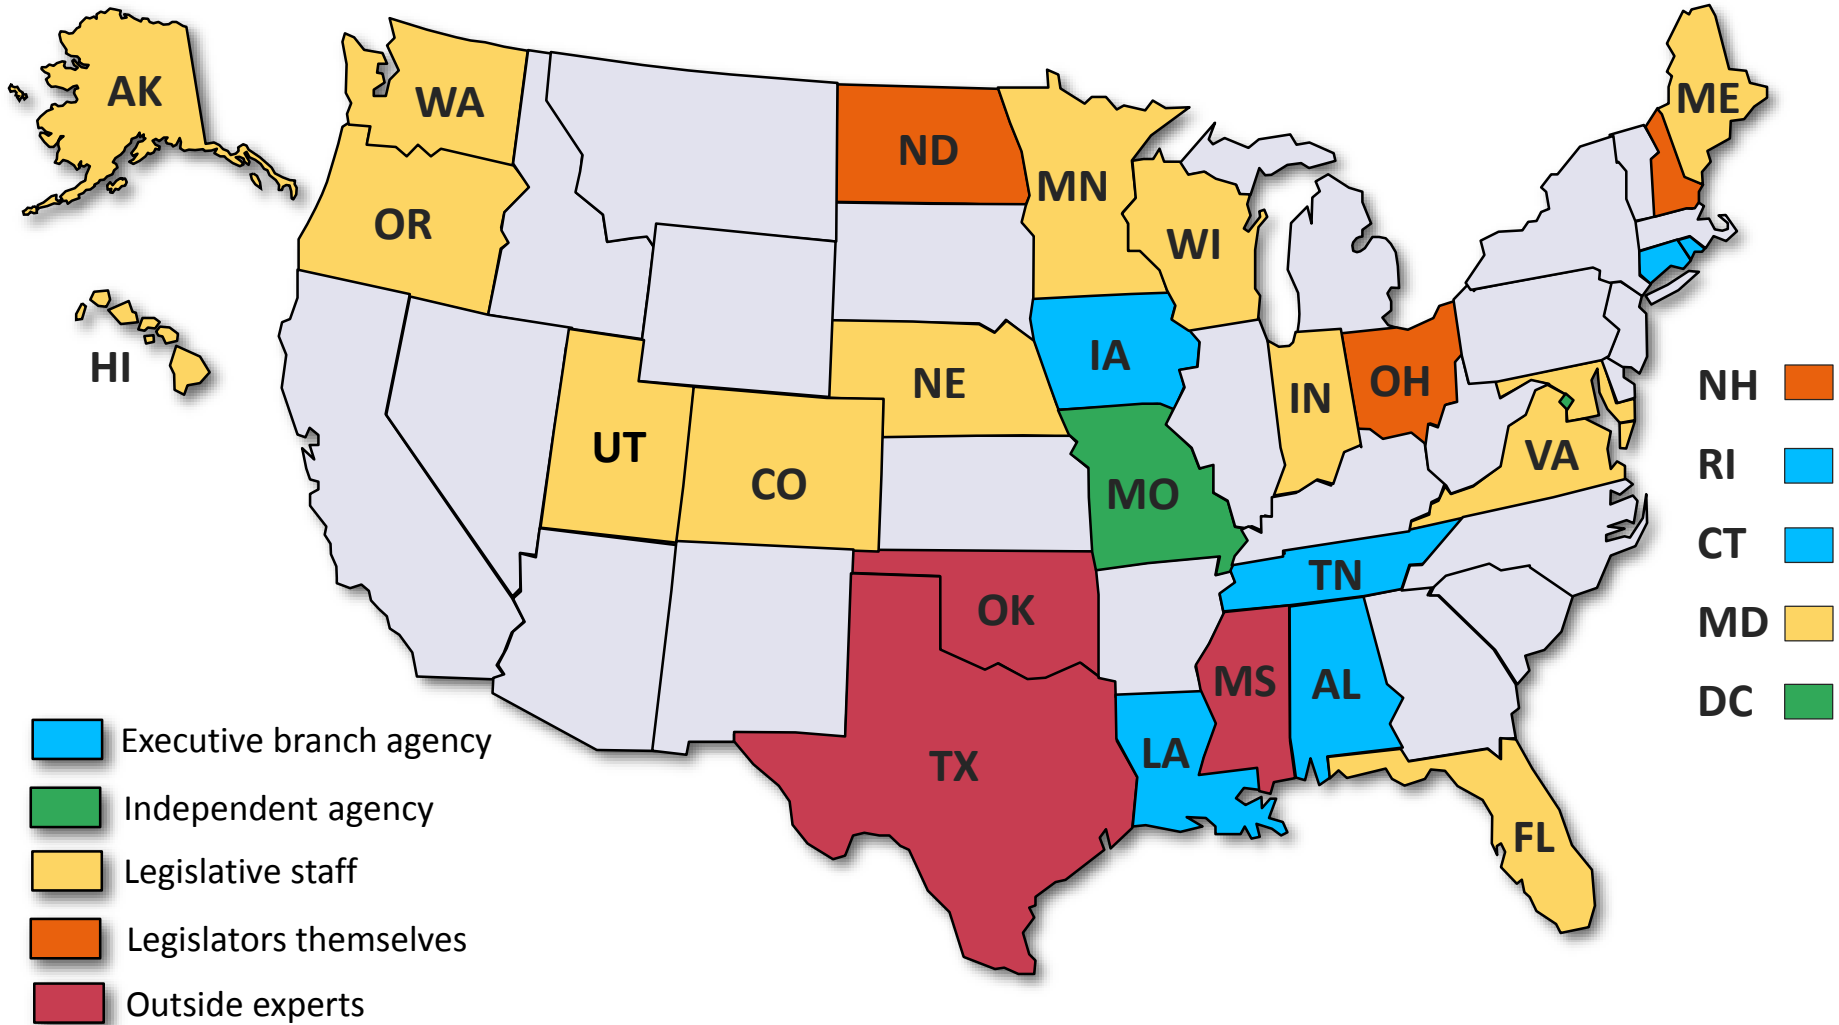 AK
WA
ME
ND
MN
OR
WI
HI
IA
NE
IN
OH
NH
UT
CO
MO
VA
RI
CT
TN
OK
MD
MS
AL
DC
LA
TX
FL
Executive branch agency
Independent agency
Legislative staff
Legislators themselves
Outside experts